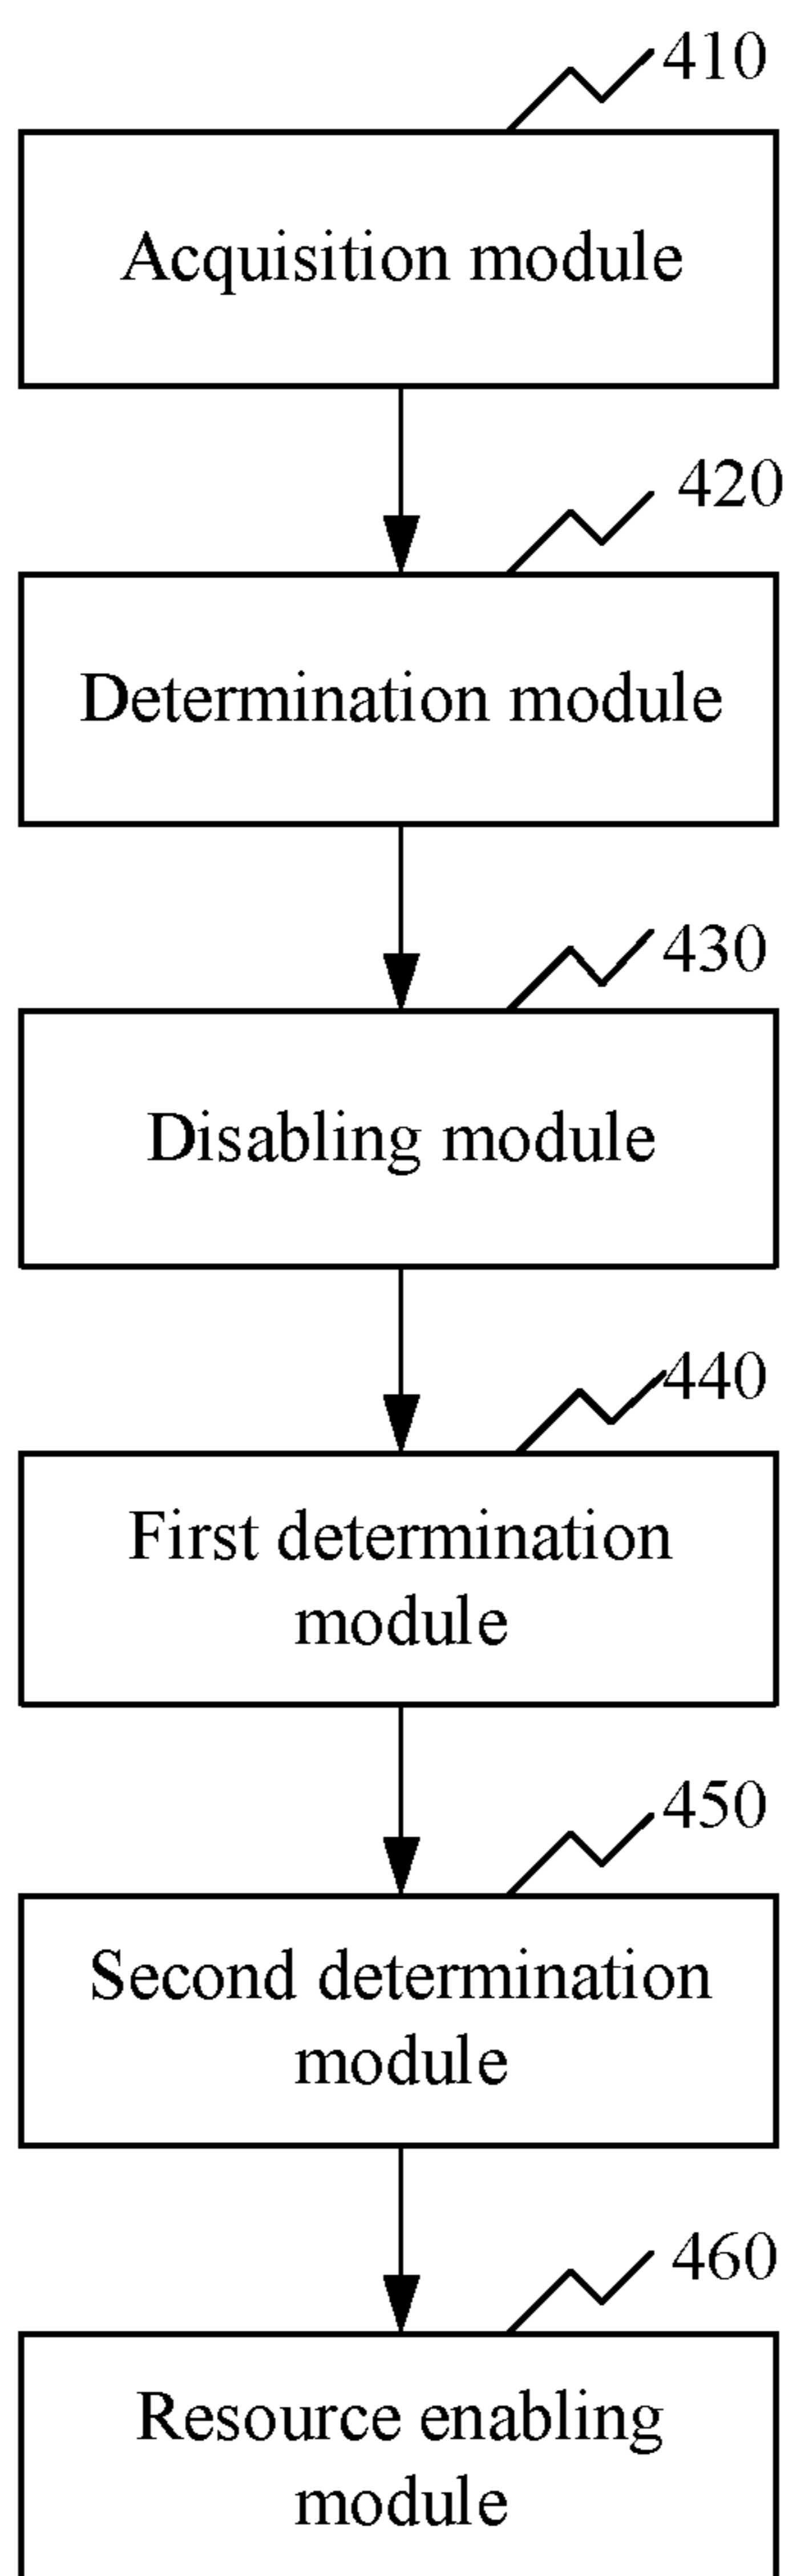 410
Acquisition module
420
Determination module
430
Disabling module
440
First determination
module
450
Second determination
module
460
Resource enabling
module